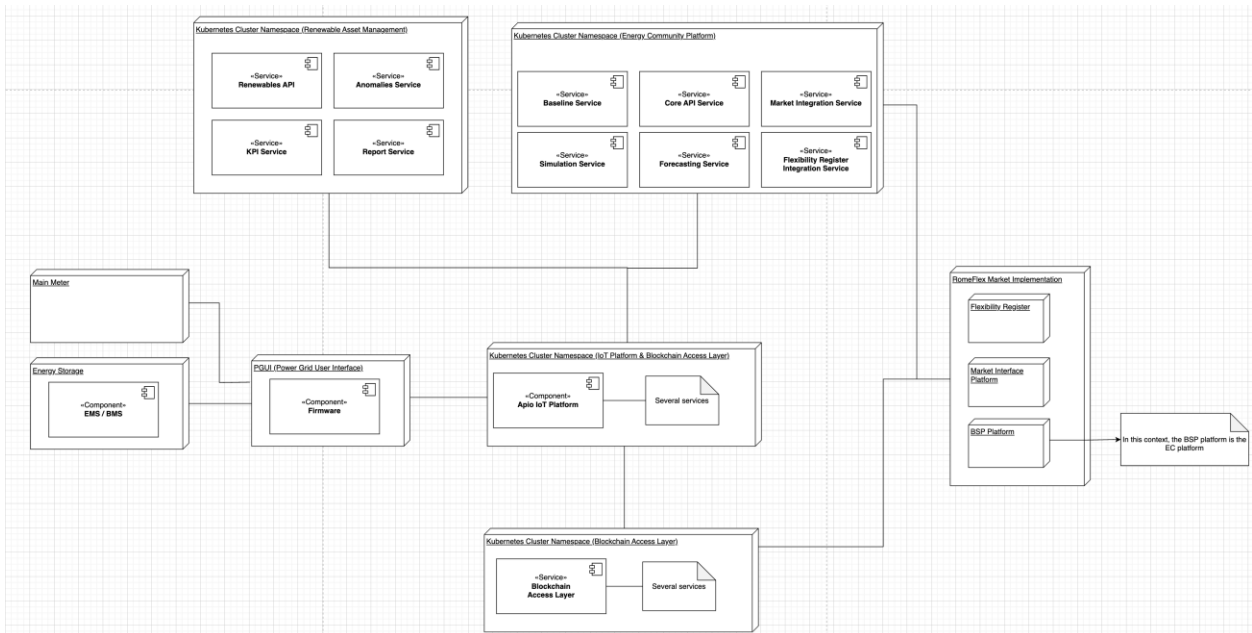 Kubernetes Cluster Namespace (Renewable Asset Management)
«Service»
Renewables API
«Service»
Anomalies Service
«Service»
KPI Service
«Service»
Report Service
Kubernetes Cluster Namespace (Energy Community Platform)
«Service»
Baseline Service
«Service»
Core API Service
«Service»
Market Integration Service
«Service»
Simulation Service
«Service»
Forecasting Service
«Service»
Flexibility Register
Integration Service
Main Meter
Energy Storage
«Component»
EMS / BMS
PGUI (Power Grid User Interface)
«Component»
Firmware
Kubernetes Cluster Namespace (IoT Platform & Blockchain Access Layer)
«Component»
Apio IoT Platform
Several services
RomeFlex Market Implementation
Flexibility Register
Market Interface
Platform
BSP Platform
In this context, the BSP platform is the
EC platform
Kubernetes Cluster Namespace (Blockchain Access Layer)
«Service»
Blockchain
Access Layer
Several services